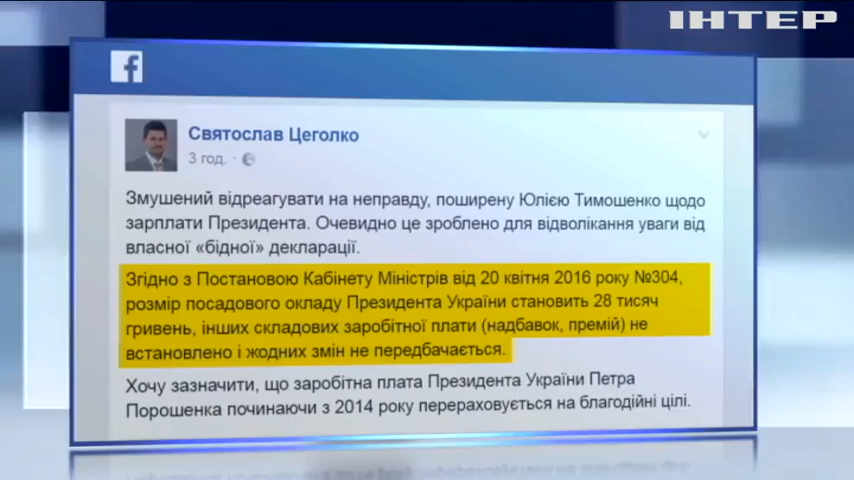 ІНТЕР
f
Святослав Цеголко
3 год.
Змушений відреагувати на неправду, поширену Юлією Тимошенко щодо
зарплати Президента. Очевидно це зроблено для відволікання уваги від
власної «бідної» декларації.
Згідно з Постановою Кабінету Міністрів від 20 квітня 2016 року №304,
розмір посадового окладу Президента України становить 28 тисяч
гривень, інших складових заробітної плати (надбавок, премій) не
встановлено і жодних змін не передбачається.
Хочу зазначити, що заробітна плата Президента України Петра
Порошенка починаючи з 2014 року перераховується на благодійні цілі.